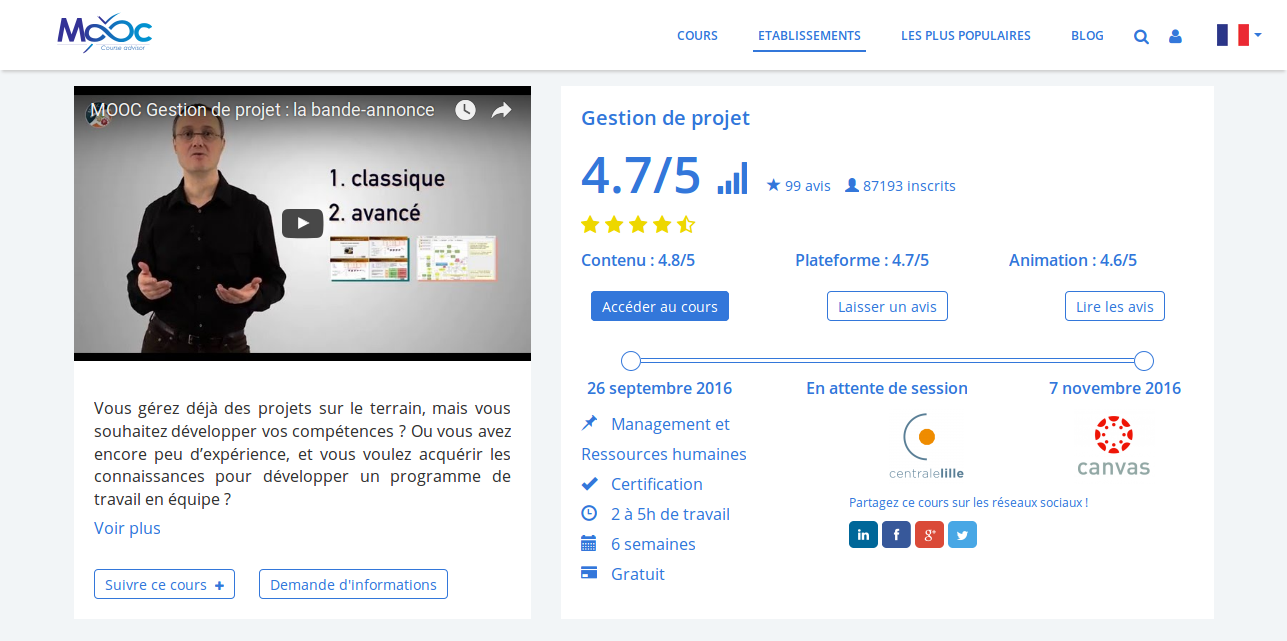 MOOC
Course advisor
COURS
ETABLISSEMENTS
LES PLUS POPULAIRES
BLOG
MOOC Gestion de projet : la bande-annonce
1. classique
2. avancé
Vous gérez déjà des projets sur le terrain, mais vous
souhaitez développer vos compétences ? Ou vous avez
encore peu d’expérience, et vous voulez acquérir les
connaissances pour développer un programme de
travail en équipe ?
Voir plus
Suivre ce cours
Demande d'informations
Gestion de projet
4.7/5
99 avis
87193 inscrits
Contenu : 4.8/5
Plateforme : 4.7/5
Animation : 4.6/5
Accéder au cours
Laisser un avis
Lire les avis
26 septembre 2016
En attente de session
7 novembre 2016
Management et
Ressources humaines
Certification
2 à 5h de travail
6 semaines
Gratuit
centralelille
canvas
Partagez ce cours sur les réseaux sociaux !
in
f
g+